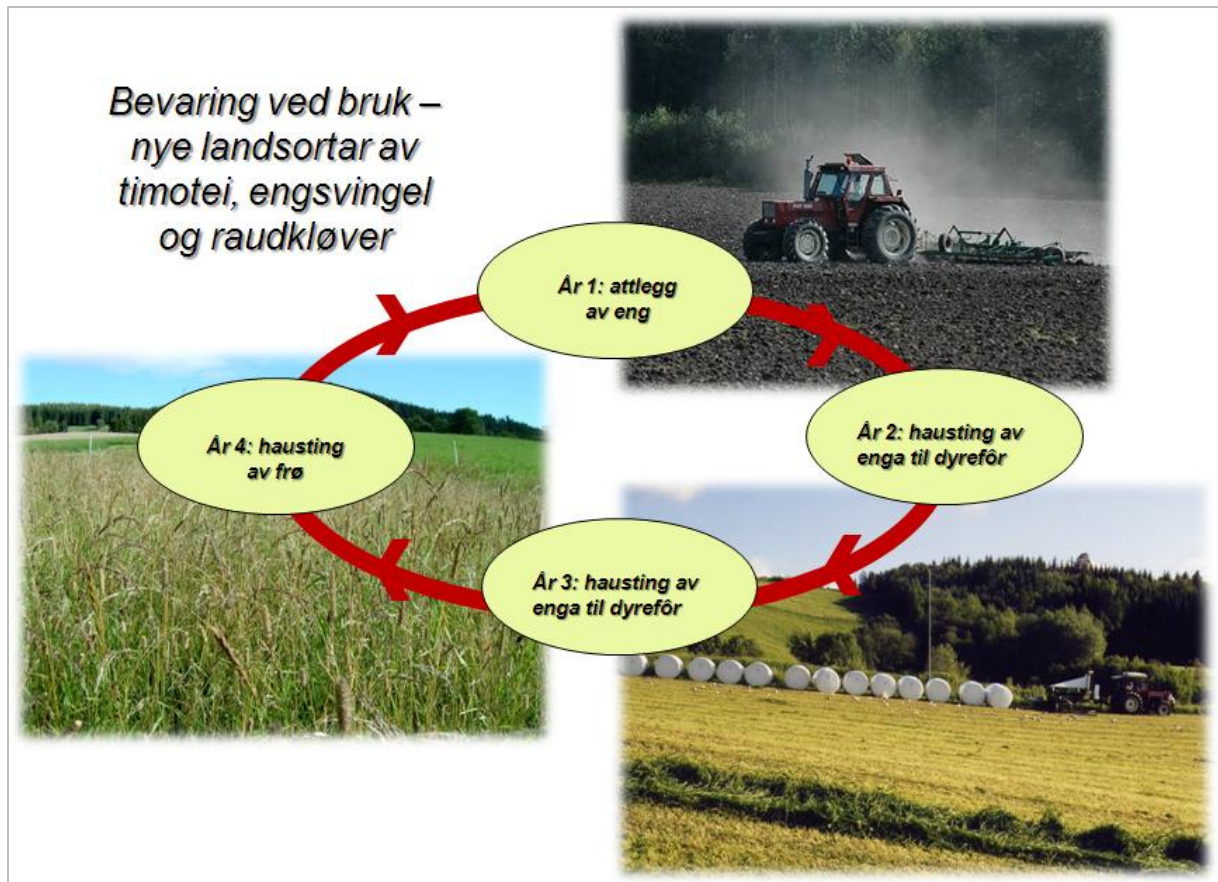 Bevaring ved bruk –
nye landsortar av
timotei, engsvingel
og raudkløver
År 1: attlegg
av eng
År 2: hausting av
enga til dyrefôr
År 3: hausting av
enga til dyrefôr
År 4: hausting
av frø